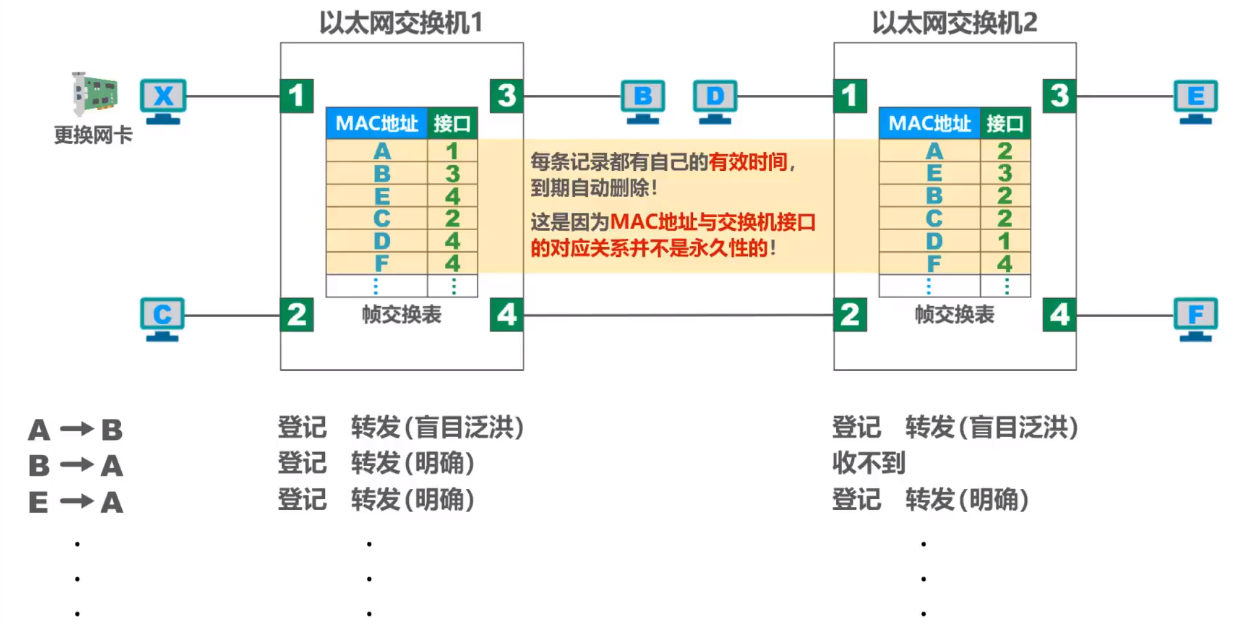 以太网交换机1
以太网交换机2
更换网卡
X
1
3
B
D
1
3
E
MAC地址 接口
A 1
B 3
E 4
C 2
D 4
F 4
⋮ ⋮
帧交换表
每条记录都有自己的有效时间,
到期自动删除!
这是因为MAC地址与交换机接口
的对应关系并不是永久性的!
MAC地址 接口
A 2
E 3
B 2
C 2
D 1
F 4
⋮ ⋮
帧交换表
C
2
4
2
4
F
A → B 登记 转发(盲目泛洪) 登记 转发(盲目泛洪)
B → A 登记 转发(明确) 收不到
E → A 登记 转发(明确) 登记 转发(明确)
· · ·
· · ·
· · ·